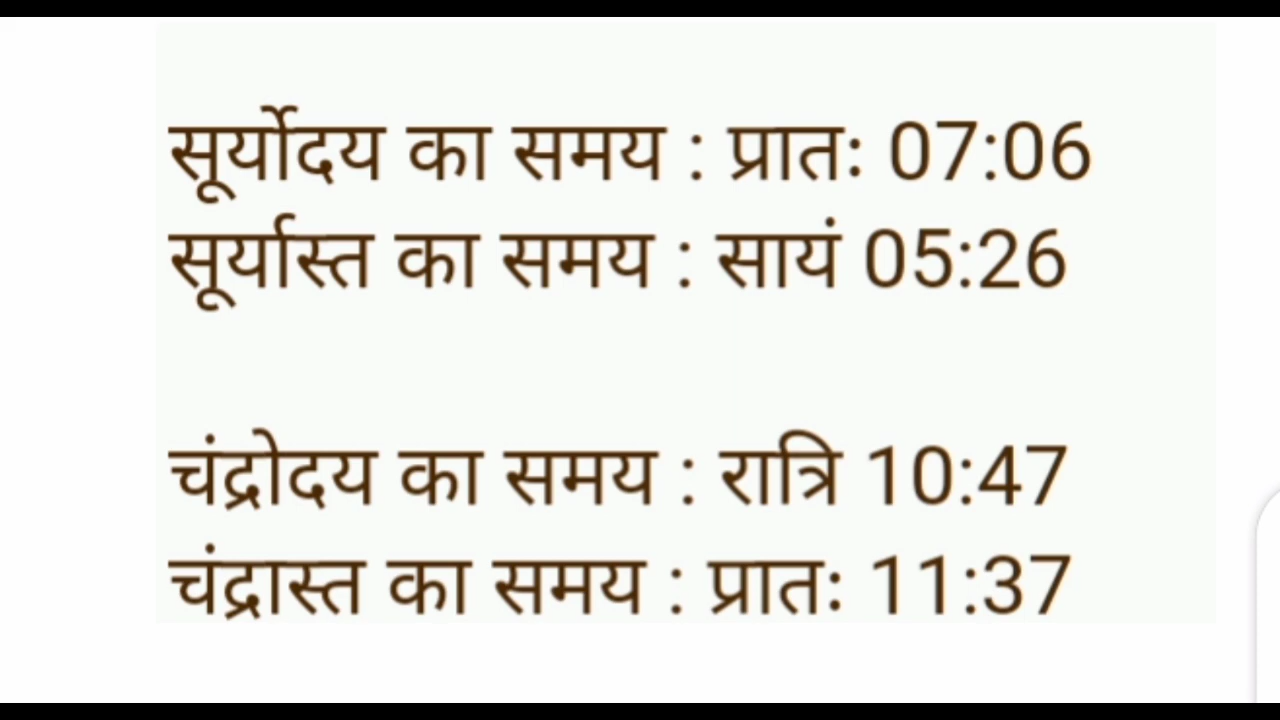 सूर्योदय का समय : प्रातः 07:06
सूर्यास्त का समय : सायं 05:26
चंद्रोदय का समय : रात्रि 10:47
चंद्रास्त का समय : प्रातः 11:37